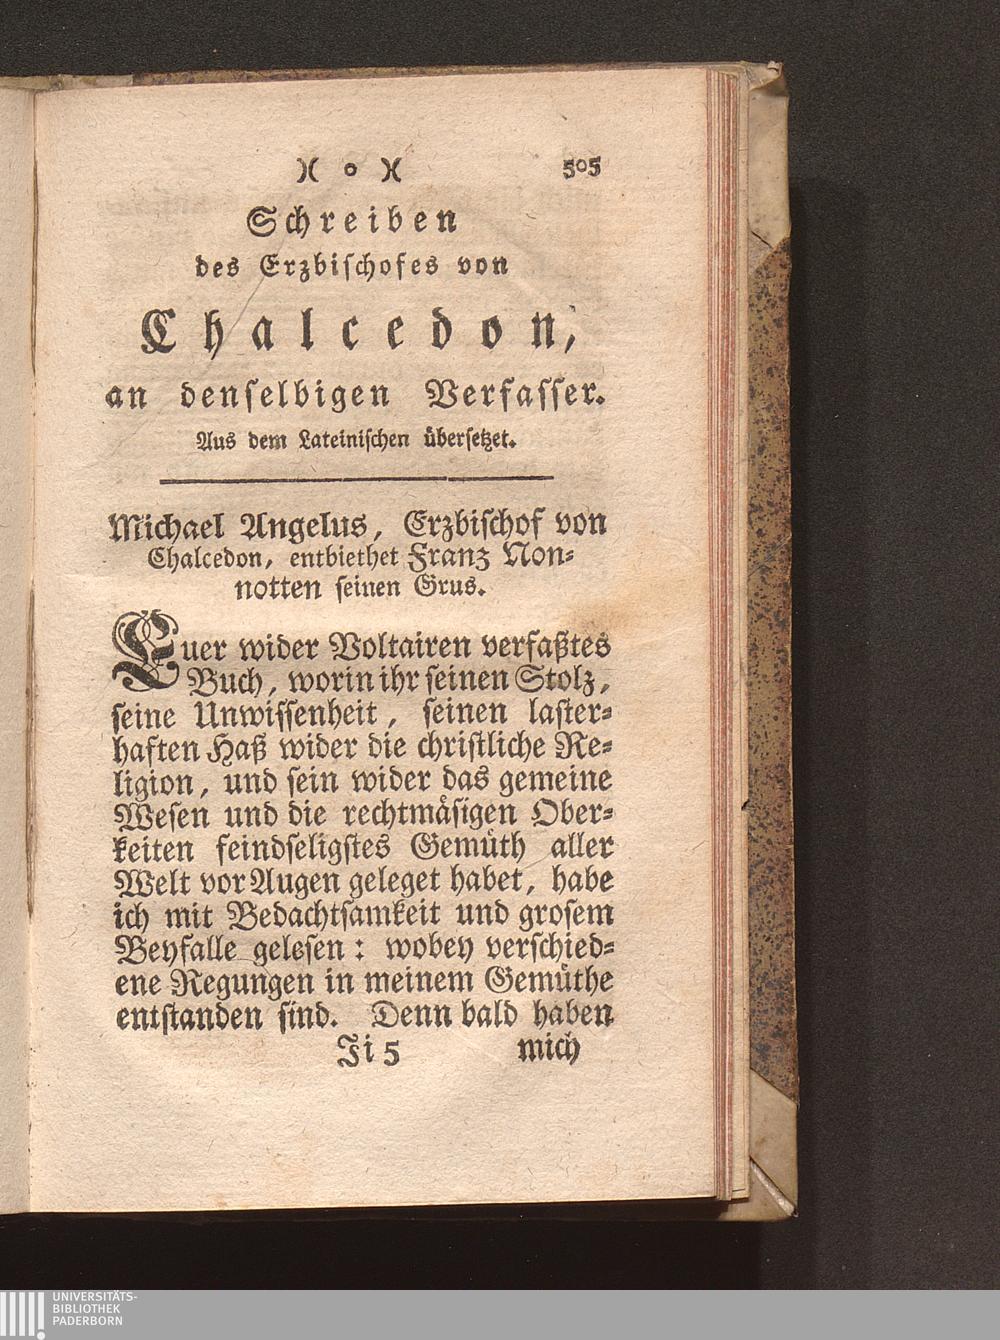 )( o )( 505
Schreiben
des Erzbischofes von
Chalcedon,
an denselbigen Verfasser.
Aus dem Lateinischen übersetzet.
Michael Angelus, Erzbischof von
Chalcedon, entbiethet Franz Non-
notten seinen Grus.
Euer wider Voltairen verfaßtes
Buch, worin ihr seinen Stolz,
seine Unwissenheit, seinen laster-
haften Haß wider die christliche Re-
ligion, und sein wider das gemeine
Wesen und die rechtmäsigen Ober-
keiten feindseligstes Gemüth aller
Welt vor Augen geleget habet, habe
ich mit Bedachtsamkeit und grosem
Beyfalle gelesen: wobey verschied-
ene Regungen in meinem Gemüthe
entstanden sind. Denn bald haben
Ji 5 mich
UNIVERSITÄTS-
BIBLIOTHEK
PADERBORN